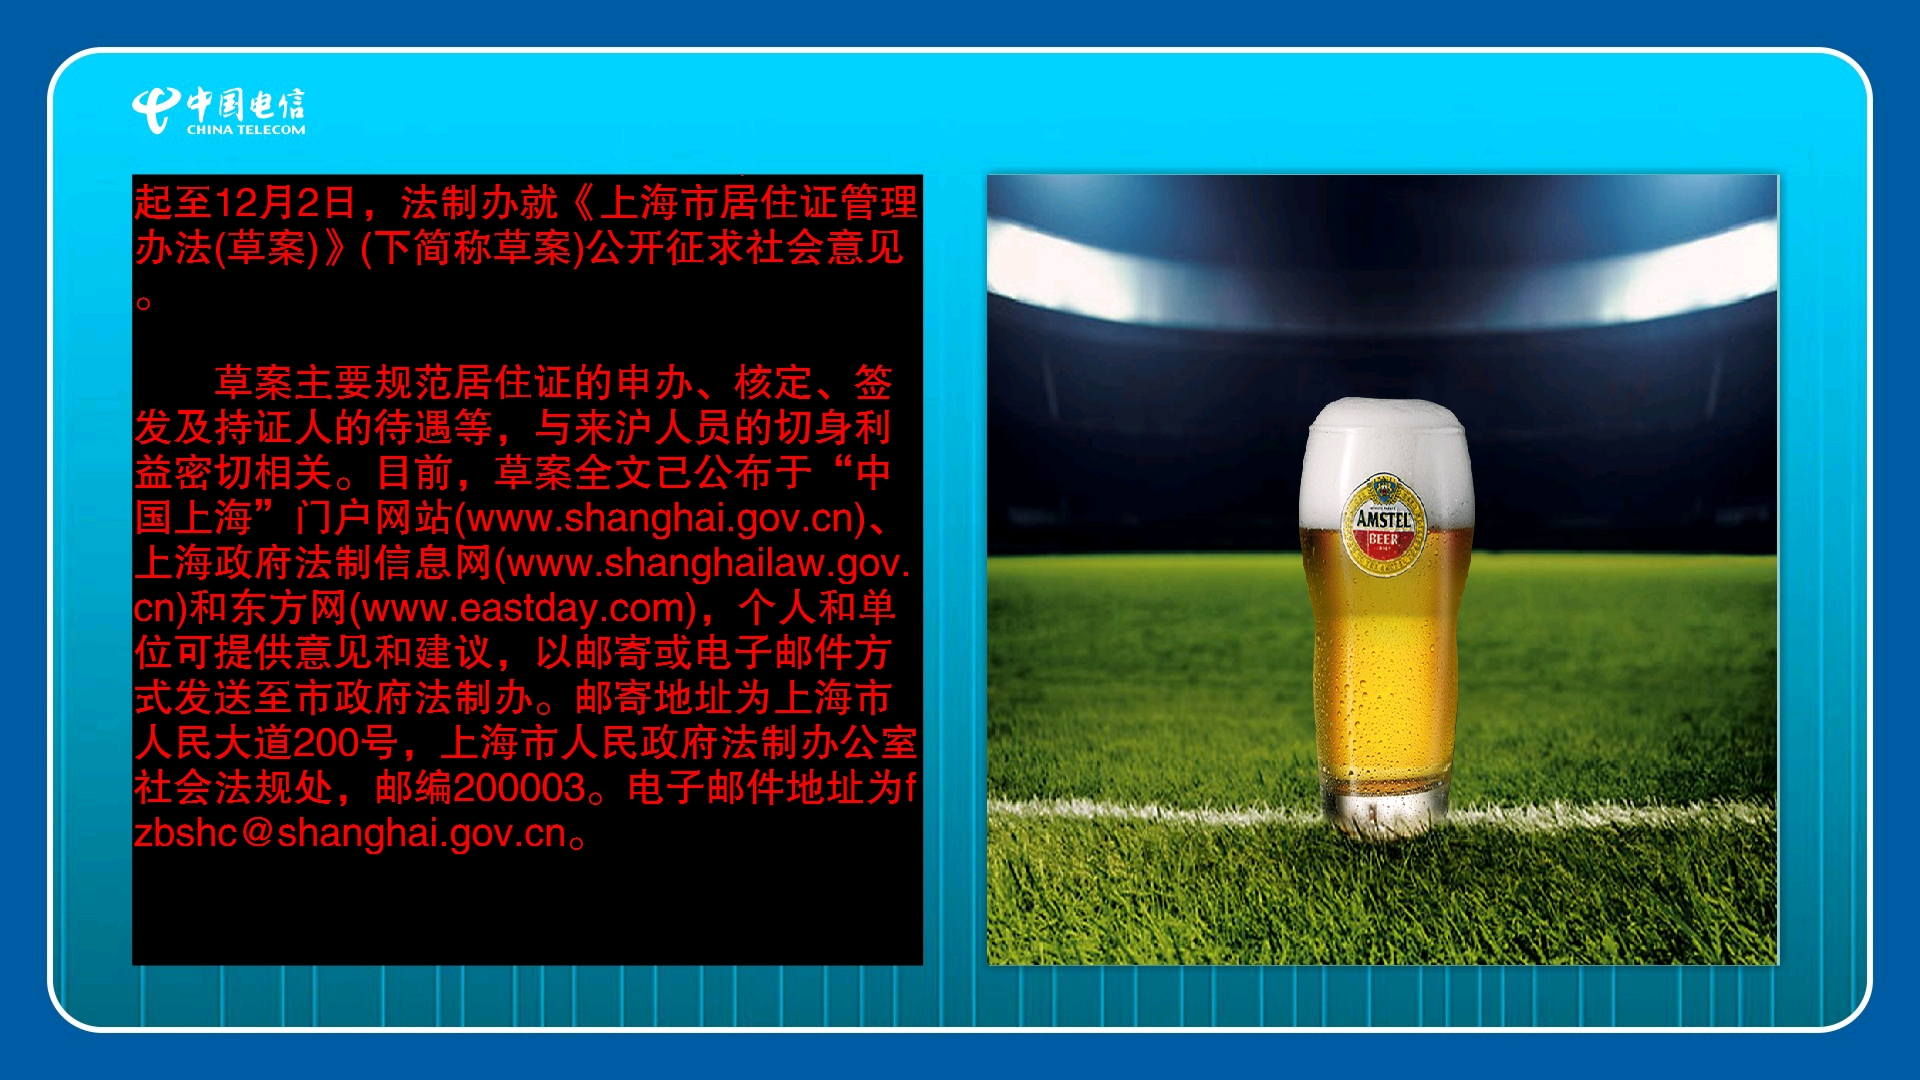 中国电信
CHINA TELECOM
起至12月2日，法制办就《上海市居住证管理
办法(草案)》(下简称草案)公开征求社会意见
。
草案主要规范居住证的申办、核定、签
发及持证人的待遇等，与来沪人员的切身利
益密切相关。目前，草案全文已公布于“中
国上海”门户网站(www.shanghai.gov.cn)、
上海政府法制信息网(www.shanghailaw.gov.
cn)和东方网(www.eastday.com)，个人和单
位可提供意见和建议，以邮寄或电子邮件方
式发送至市政府法制办。邮寄地址为上海市
人民大道200号，上海市人民政府法制办公室
社会法规处，邮编200003。电子邮件地址为f
zbshc@shanghai.gov.cn。
AMSTEL
BEER